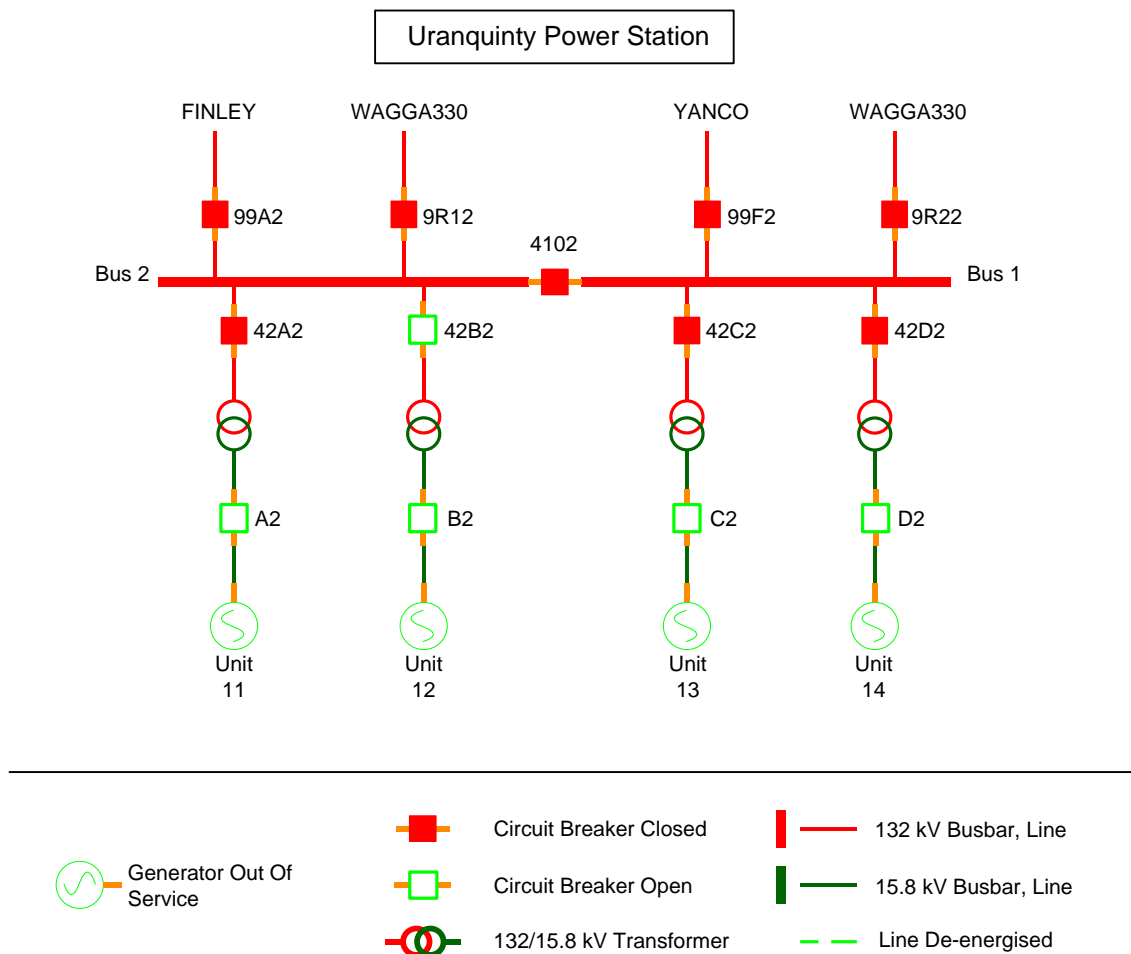 Uranquinty Power Station
FINLEY
WAGGA330
YANCO
WAGGA330
99A2
9R12
99F2
9R22
4102
Bus 2
Bus 1
42A2
42B2
42C2
42D2
A2
B2
C2
D2
Unit
11
Unit
12
Unit
13
Unit
14
Generator Out Of
Service
Circuit Breaker Closed
Circuit Breaker Open
132/15.8 kV Transformer
132 kV Busbar, Line
15.8 kV Busbar, Line
Line De-energised